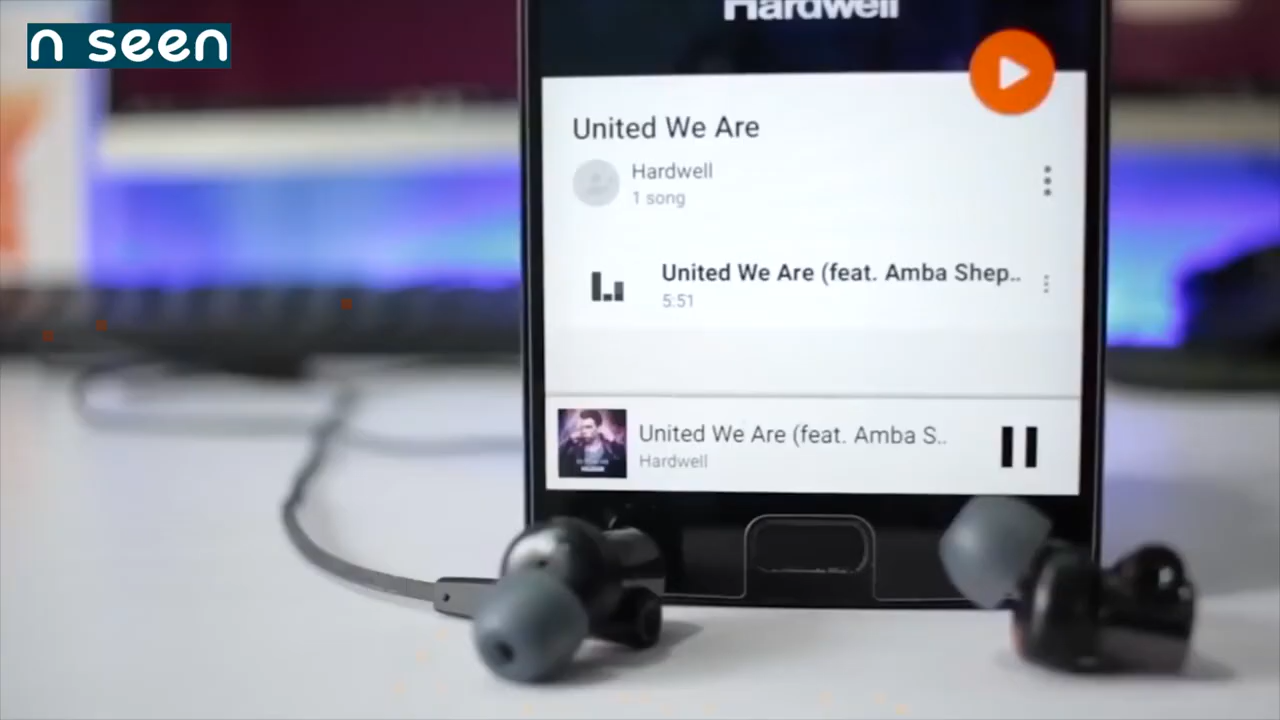 n seen
Hardwell
United We Are
Hardwell
1 song
United We Are (feat. Amba Shep..
5:51
United We Are (feat. Amba S..
Hardwell